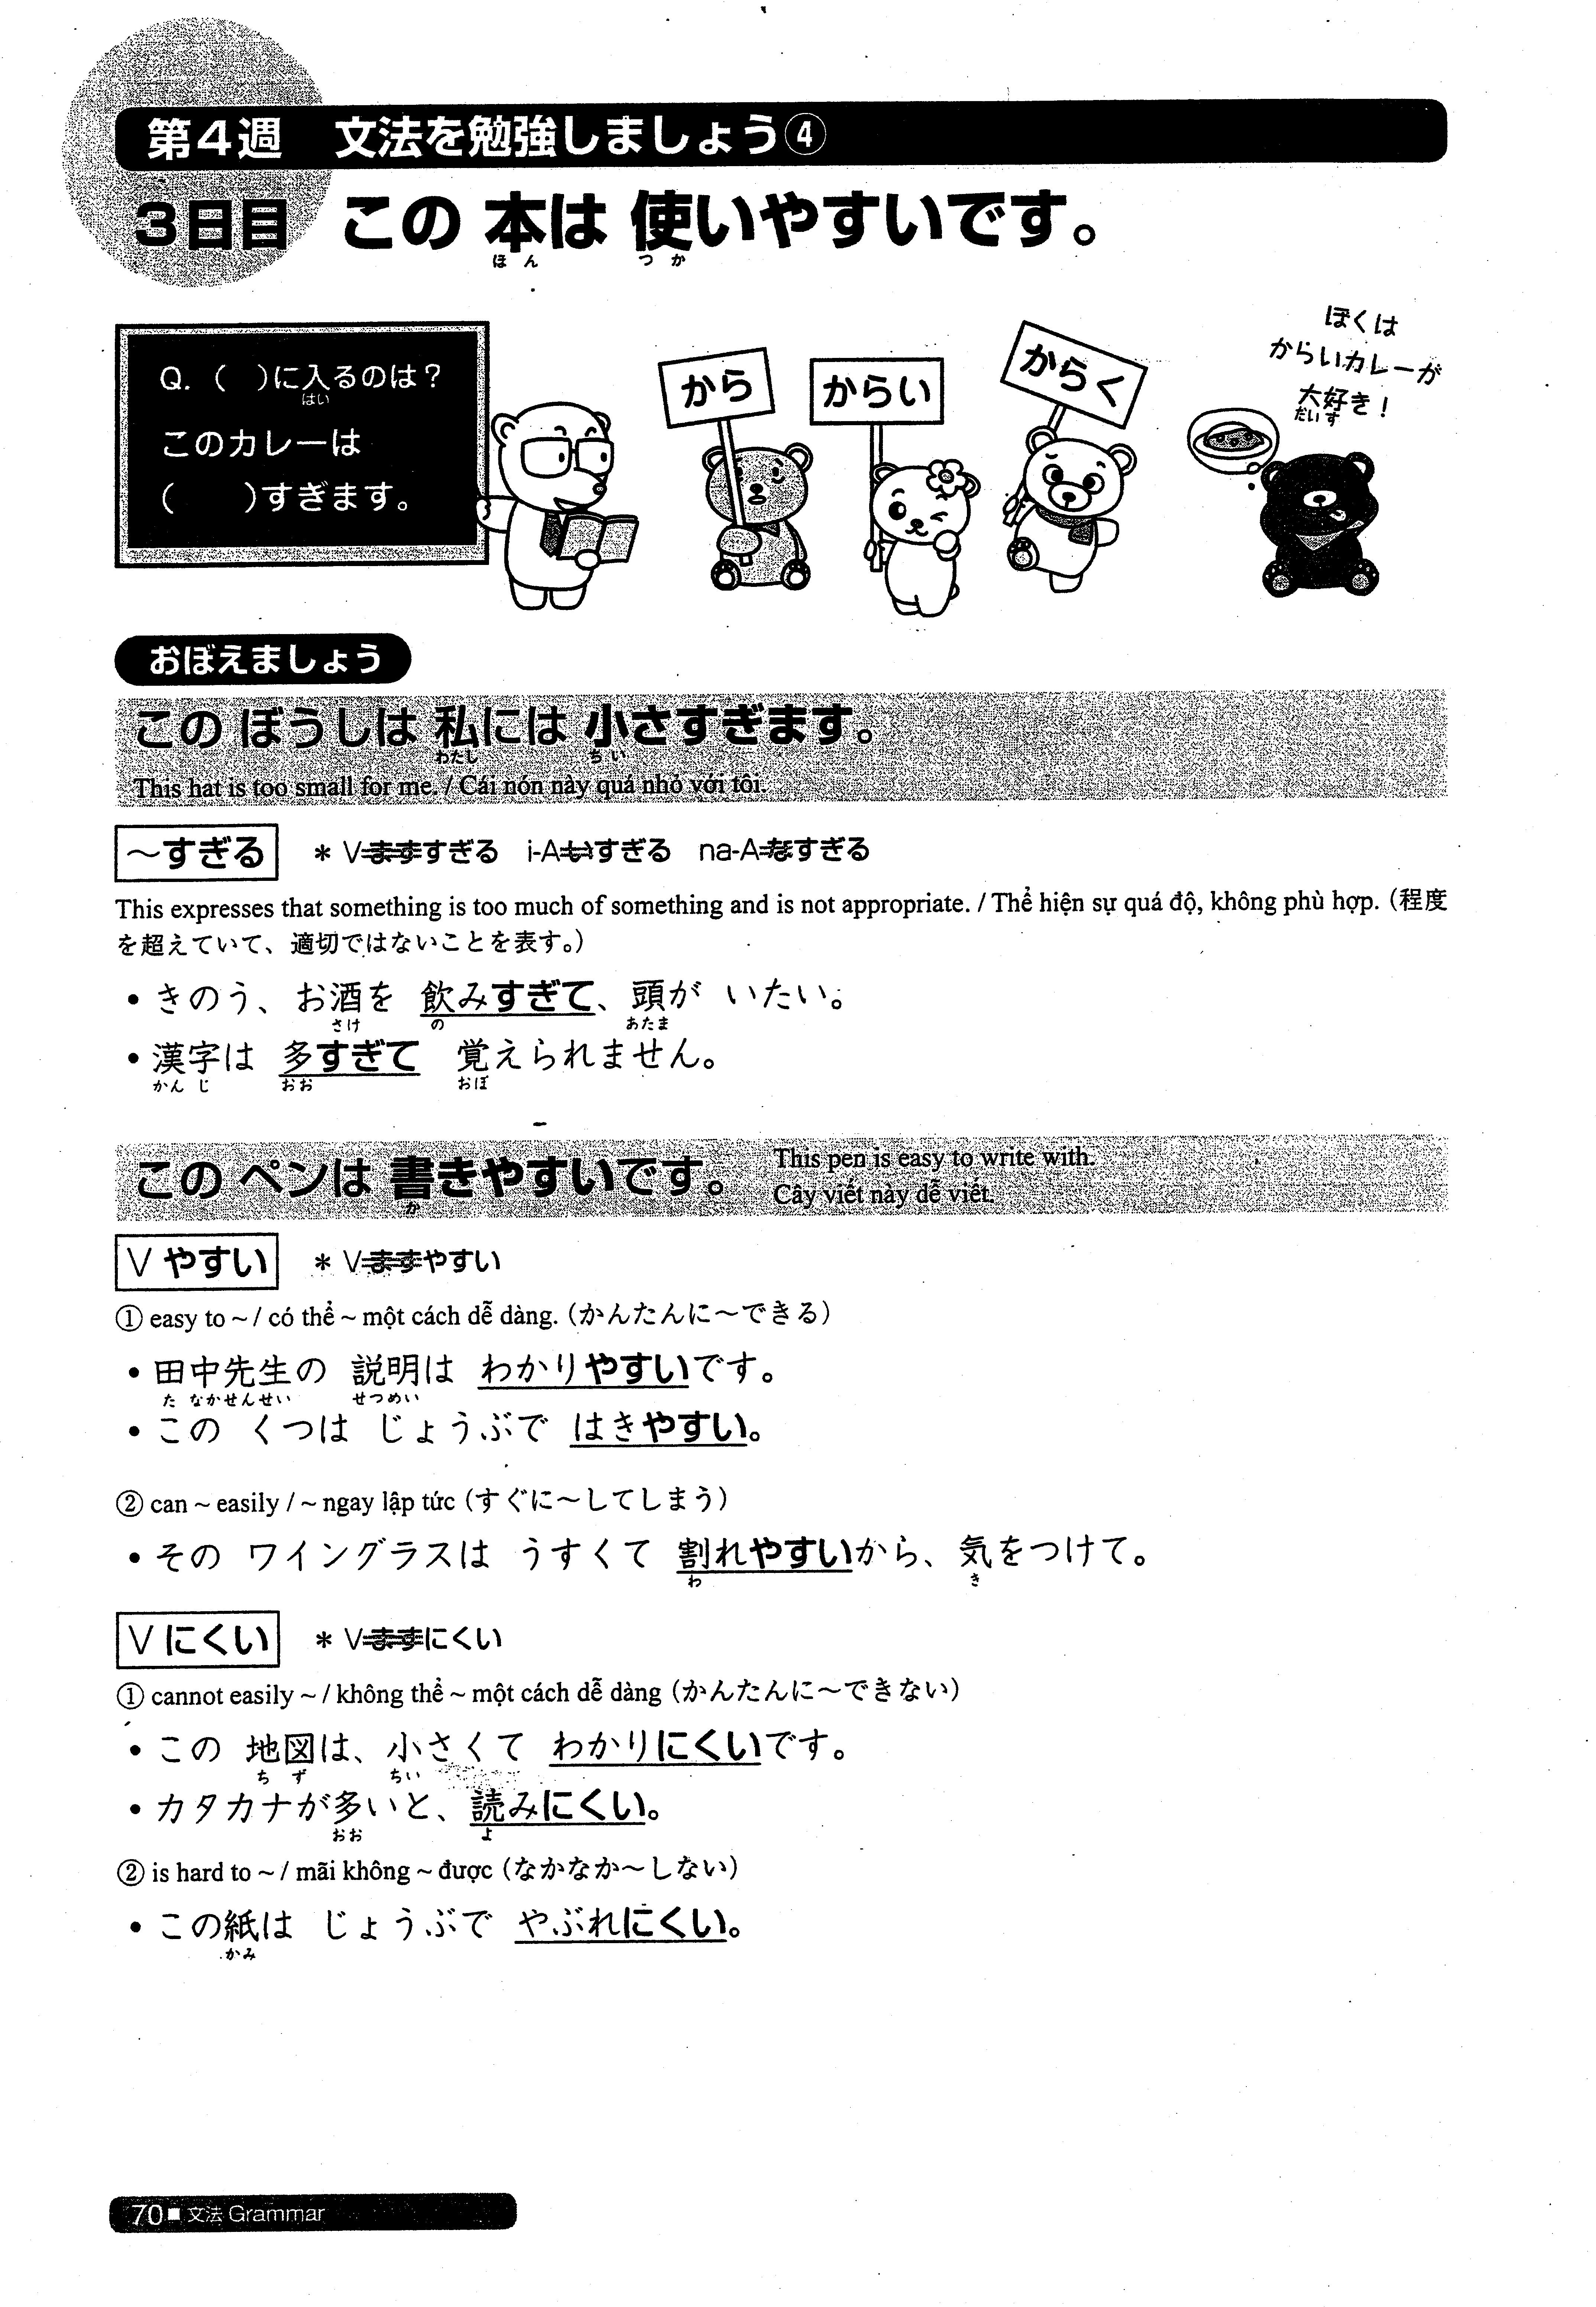 第4週 文法を勉強しましょう④
3日目 この 本は 使いやすいです。
ほん つか
Q.( )に入るのは？
はい
このカレーは
( )すぎます。
から
からい
からく
ぼくは
からいカレーが
大好き！
だい す
おぼえましょう
この ぼうしは 私には 小さすぎます。
わたし ちい
This hat is too small for me. / Cái nón này quá nhỏ với tôi.
～すぎる ＊ Vますすぎる i-Aいすぎる na-Aなすぎる
This expresses that something is too much of something and is not appropriate. / Thể hiện sự quá độ, không phù hợp.（程度
を超えていて、適切ではないことを表す。）
• きのう、お酒を 飲みすぎて、頭が いたい。
さけ の あたま
• 漢字は 多すぎて 覚えられません。
かん じ おお おぼ
この ペンは 書きやすいです。
か
This pen is easy to write with.
Cây viết này dễ viết.
V やすい ＊ Vますやすい
① easy to ~ / có thể ~ một cách dễ dàng.（かんたんに～できる）
• 田中先生の 説明は わかりやすいです。
た なかせんせい せつめい
• この くつは じょうぶで はきやすい。
② can ~ easily / ~ ngay lập tức（すぐに～してしまう）
• その ワイングラスは うすくて 割れやすいから、気をつけて。
わ き
V にくい ＊ Vますにくい
① cannot easily ~ / không thể ~ một cách dễ dàng（かんたんに～できない）
• この 地図は、小さくて わかりにくいです。
ち ず ちい
• カタカナが多いと、読みにくい。
おお よ
② is hard to ~ / mãi không ~ được（なかなか～しない）
• この紙は じょうぶで やぶれにくい。
かみ
70■ 文法 Grammar